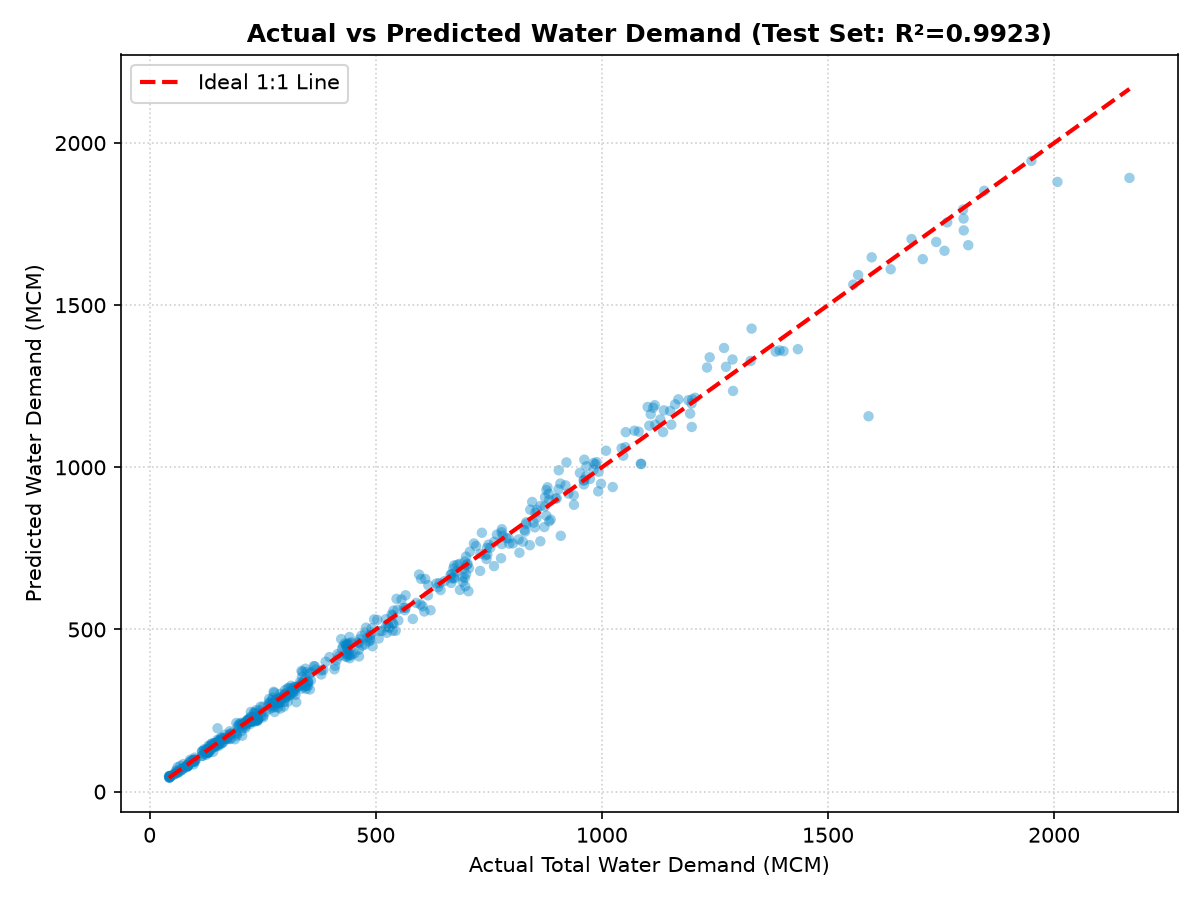 Actual vs Predicted Water Demand (Test Set: R²=0.9923)
Ideal 1:1 Line
Predicted Water Demand (MCM)
2000
1500
1000
500
0
0 500 1000 1500 2000
Actual Total Water Demand (MCM)